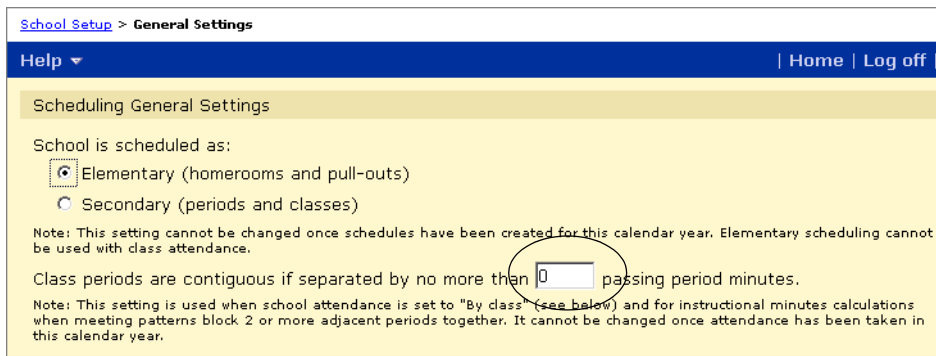 School Setup > General Settings
Help | Home | Log off |
Scheduling General Settings
School is scheduled as:
Elementary (homerooms and pull-outs)
Secondary (periods and classes)
Note: This setting cannot be changed once schedules have been created for this calendar year. Elementary scheduling cannot
be used with class attendance.
Class periods are contiguous if separated by no more than 0 passing period minutes.
Note: This setting is used when school attendance is set to "By class" (see below) and for instructional minutes calculations
when meeting patterns block 2 or more adjacent periods together. It cannot be changed once attendance has been taken in
this calendar year.